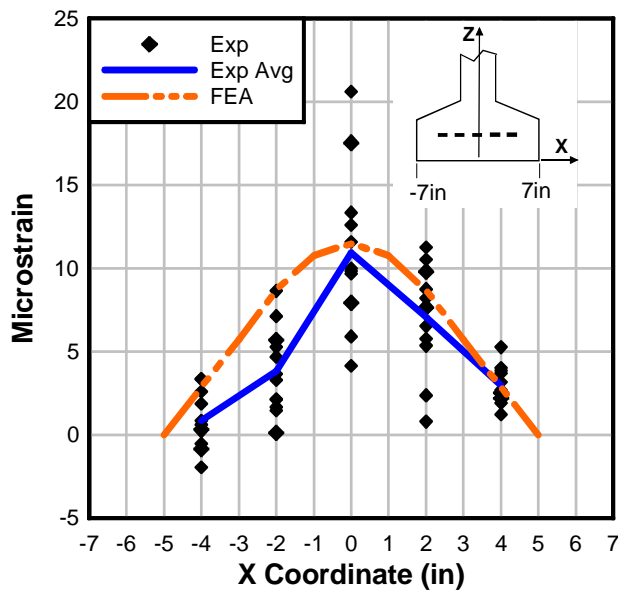 Exp
Exp Avg
FEA
Z
X
-7in 7in
25
20
15
10
5
0
-5
Microstrain
-7 -6 -5 -4 -3 -2 -1 0 1 2 3 4 5 6 7
X Coordinate (in)